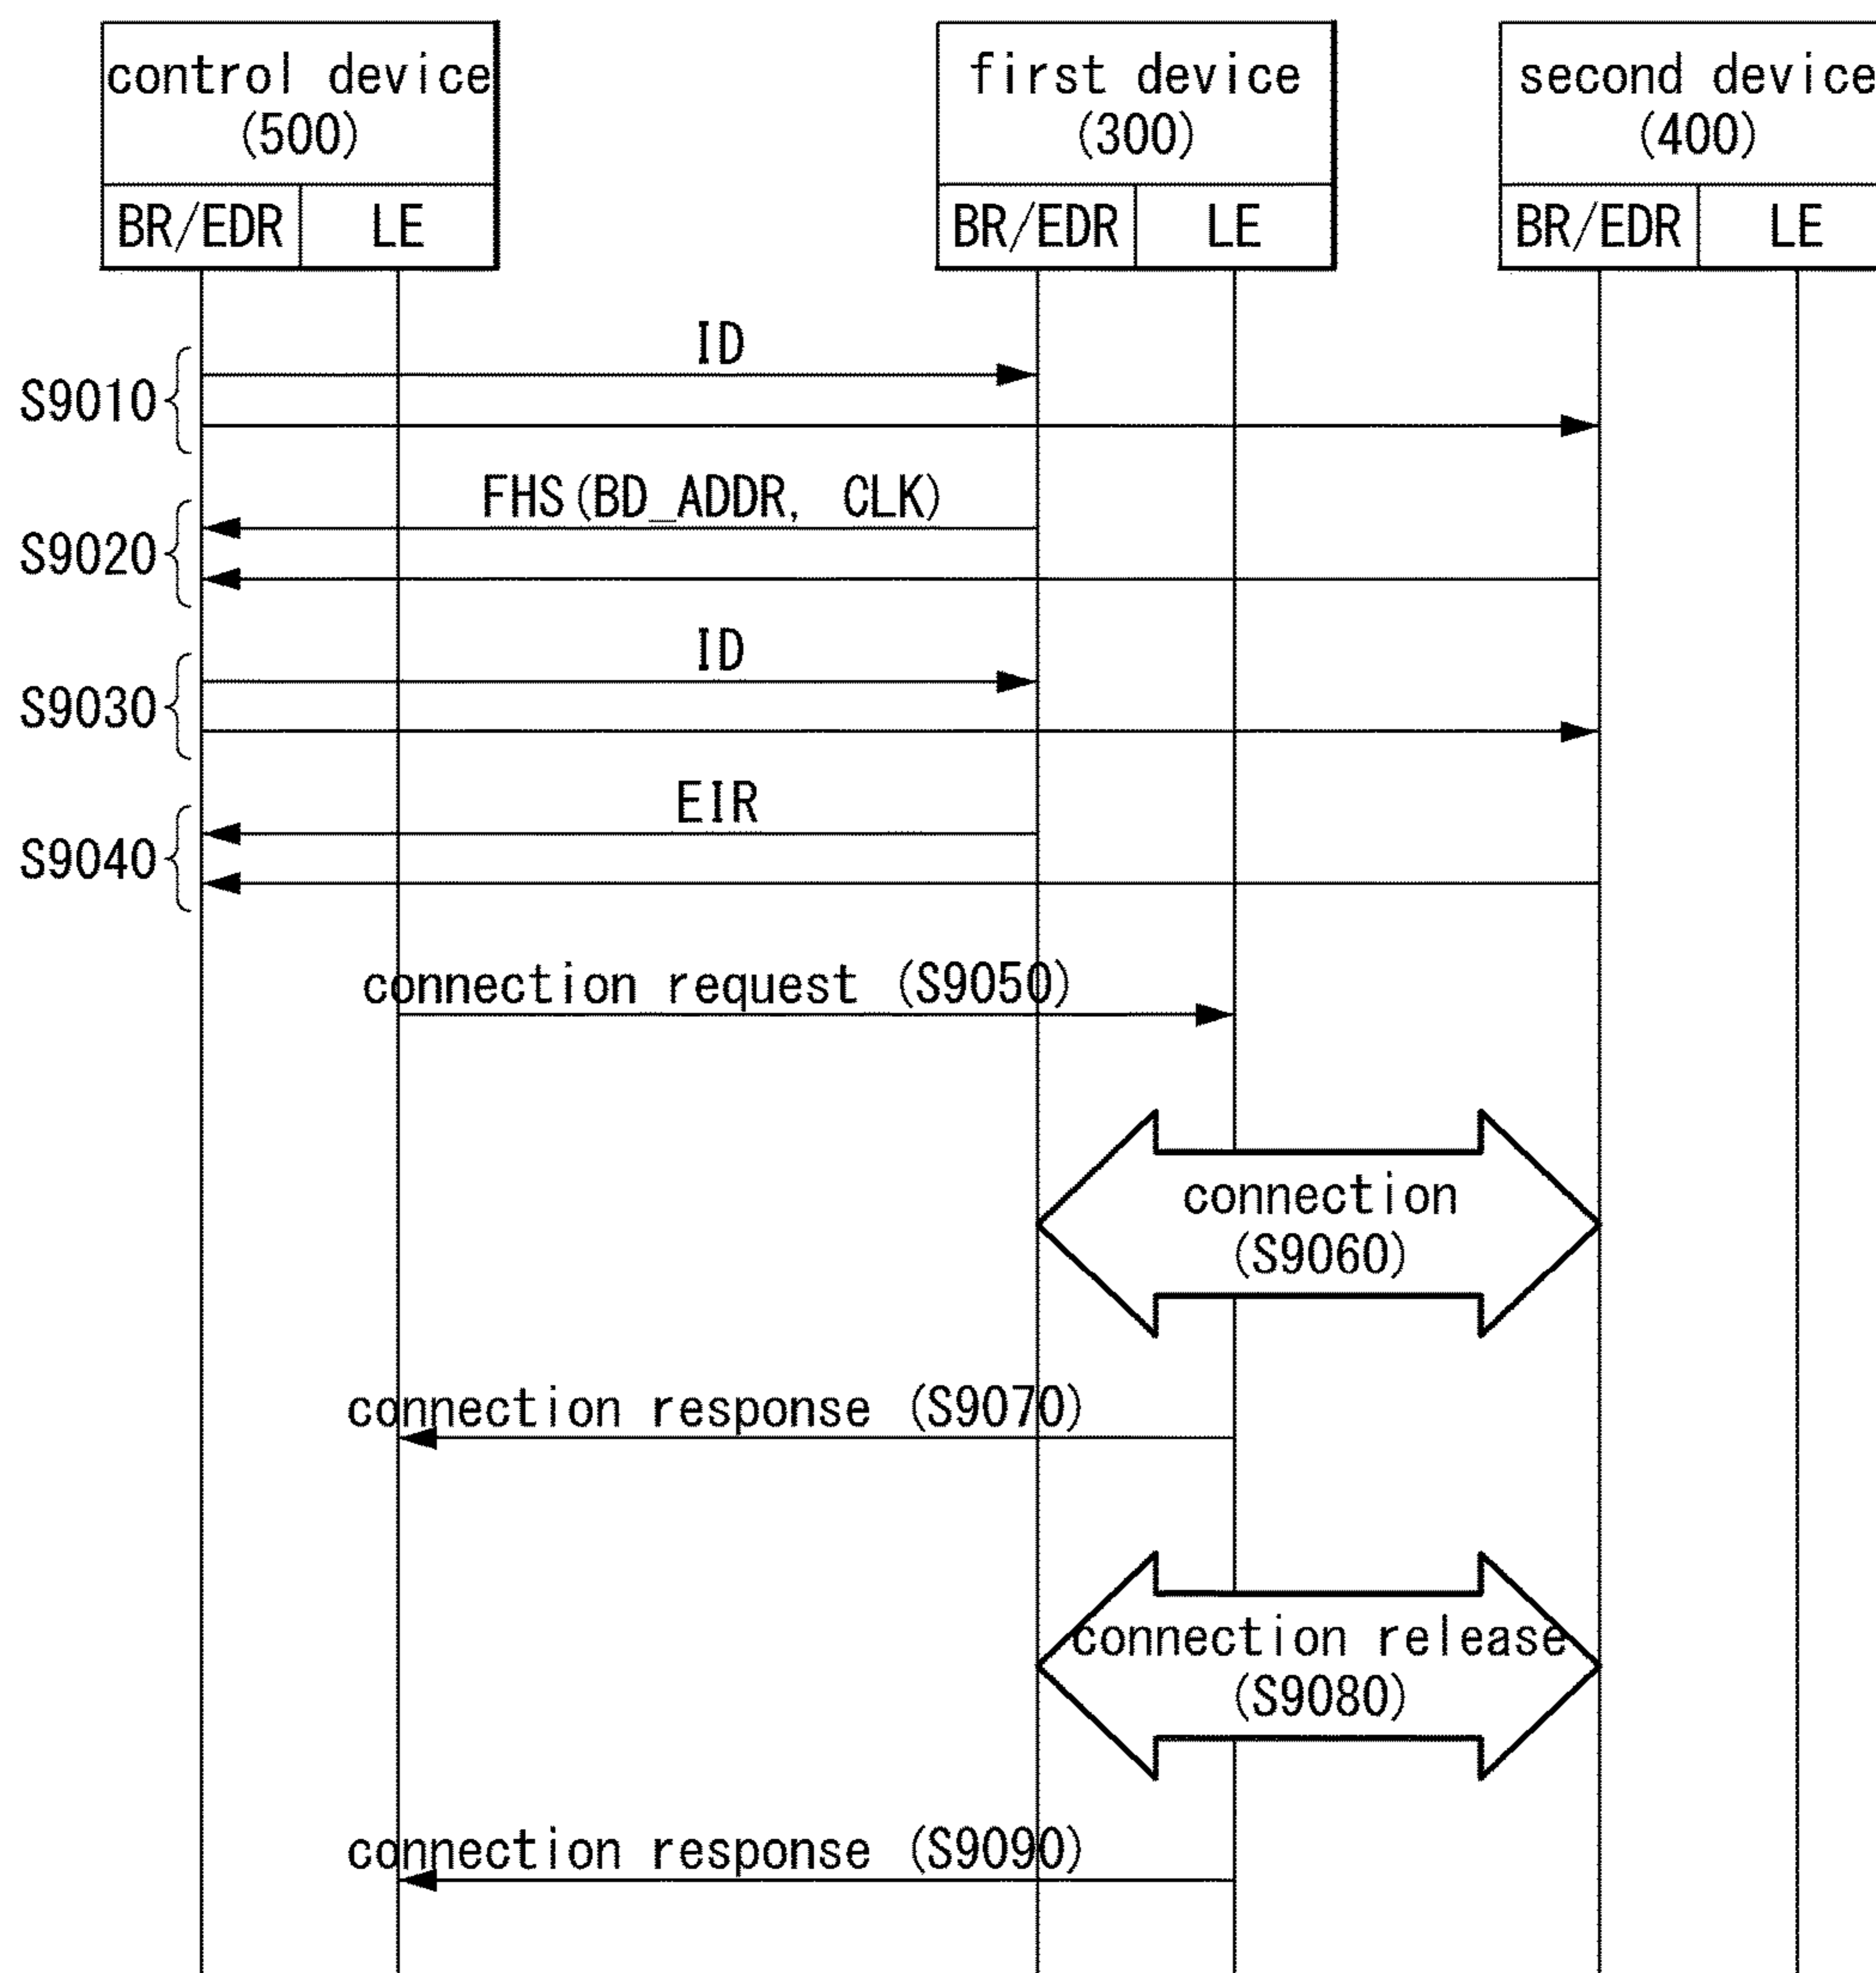 control device
(500)
first device
(300)
second device
(400)
BR/EDR
LE
BR/EDR
LE
BR/EDR
LE
ID
S9010
FHS(BD_ADDR, CLK)
S9020
ID
S9030
EIR
S9040
connection request (S9050)
connection
(S9060)
connection response (S9070)
connection release
(S9080)
connection response (S9090)